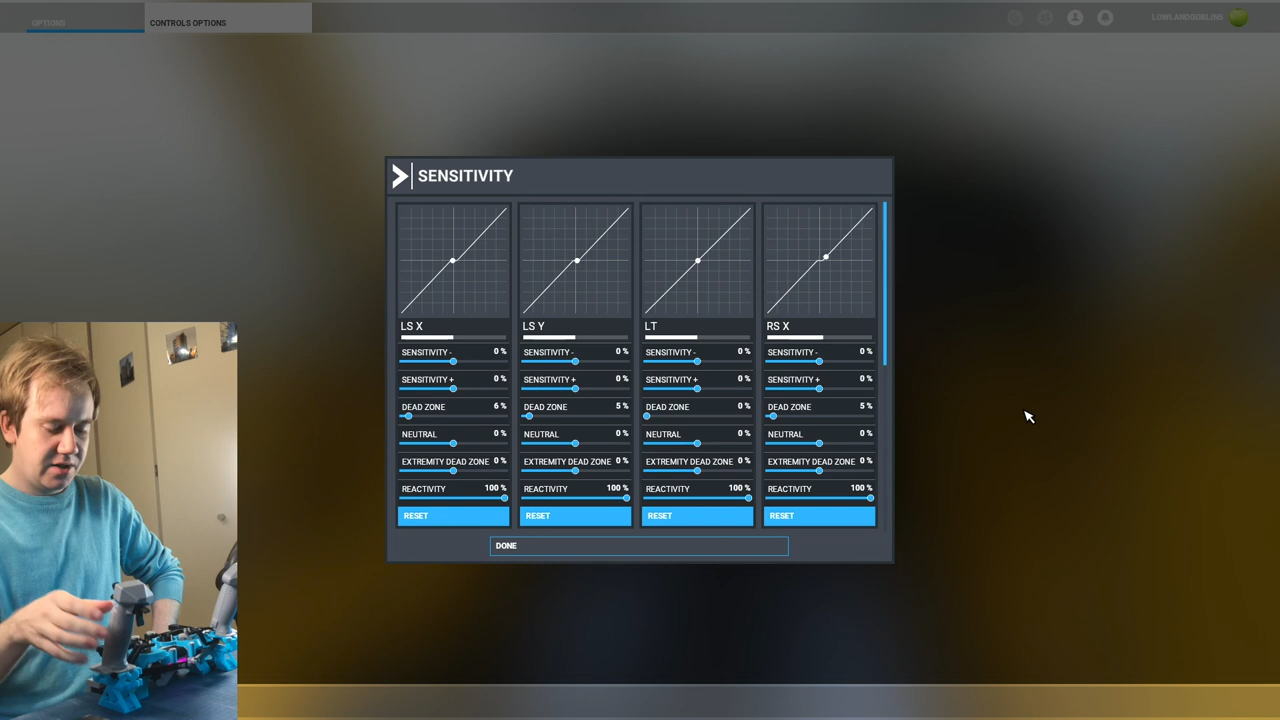 OPTIONS
CONTROLS OPTIONS
LOWLANDGOBLINS
SENSITIVITY
LS X
LS Y
LT
RS X
SENSITIVITY - 0 %
SENSITIVITY - 0 %
SENSITIVITY - 0 %
SENSITIVITY - 0 %
SENSITIVITY + 0 %
SENSITIVITY + 0 %
SENSITIVITY + 0 %
SENSITIVITY + 0 %
DEAD ZONE 6 %
DEAD ZONE 5 %
DEAD ZONE 0 %
DEAD ZONE 5 %
NEUTRAL 0 %
NEUTRAL 0 %
NEUTRAL 0 %
NEUTRAL 0 %
EXTREMITY DEAD ZONE 0 %
EXTREMITY DEAD ZONE 0 %
EXTREMITY DEAD ZONE 0 %
EXTREMITY DEAD ZONE 0 %
REACTIVITY 100 %
REACTIVITY 100 %
REACTIVITY 100 %
REACTIVITY 100 %
RESET
RESET
RESET
RESET
DONE